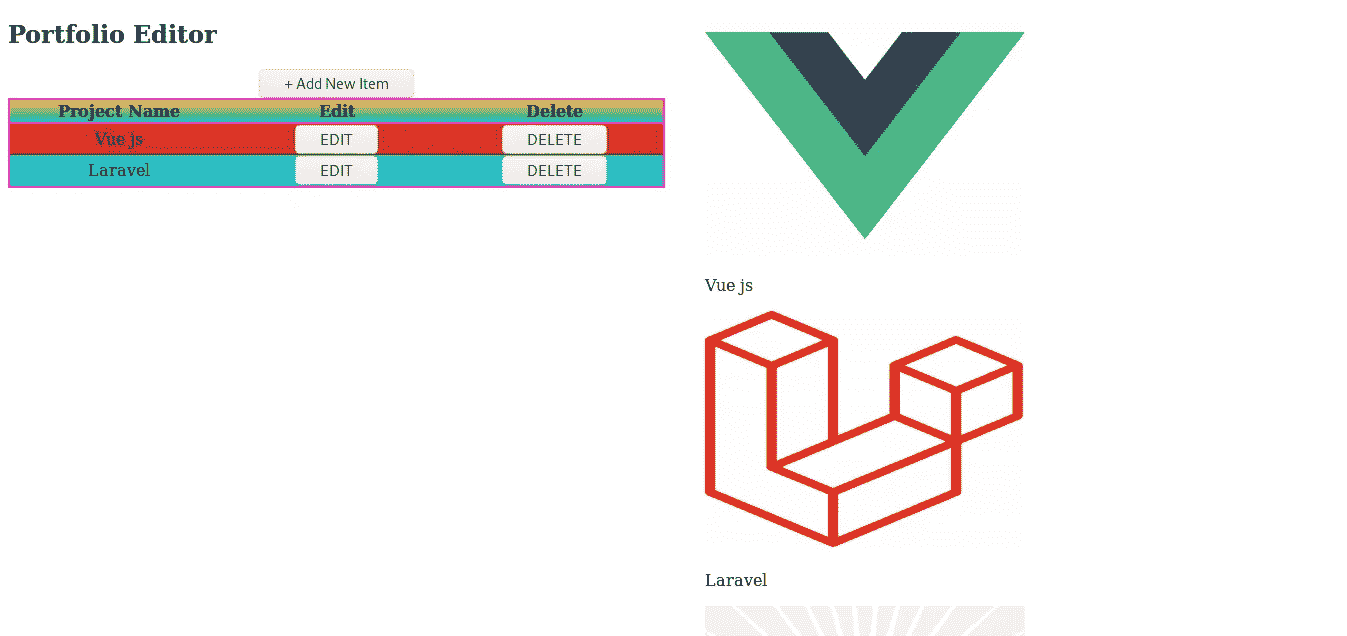 Portfolio Editor
+ Add New Item
Project Name Edit Delete
Vue js EDIT DELETE
Laravel EDIT DELETE
Vue js
Laravel